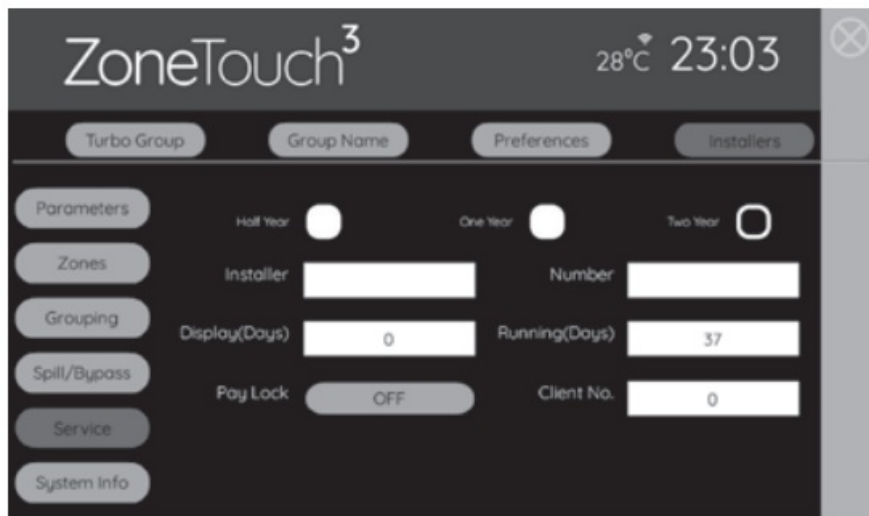 ZoneTouch³ 28°C 23:03
Turbo Group Group Name Preferences Installers
Parameters
Half Year One Year Two Year
Zones
Installer Number
Grouping
Display(Days) 0 Running(Days) 37
Spill/Bypass
Pay Lock OFF Client No. 0
Service
System Info